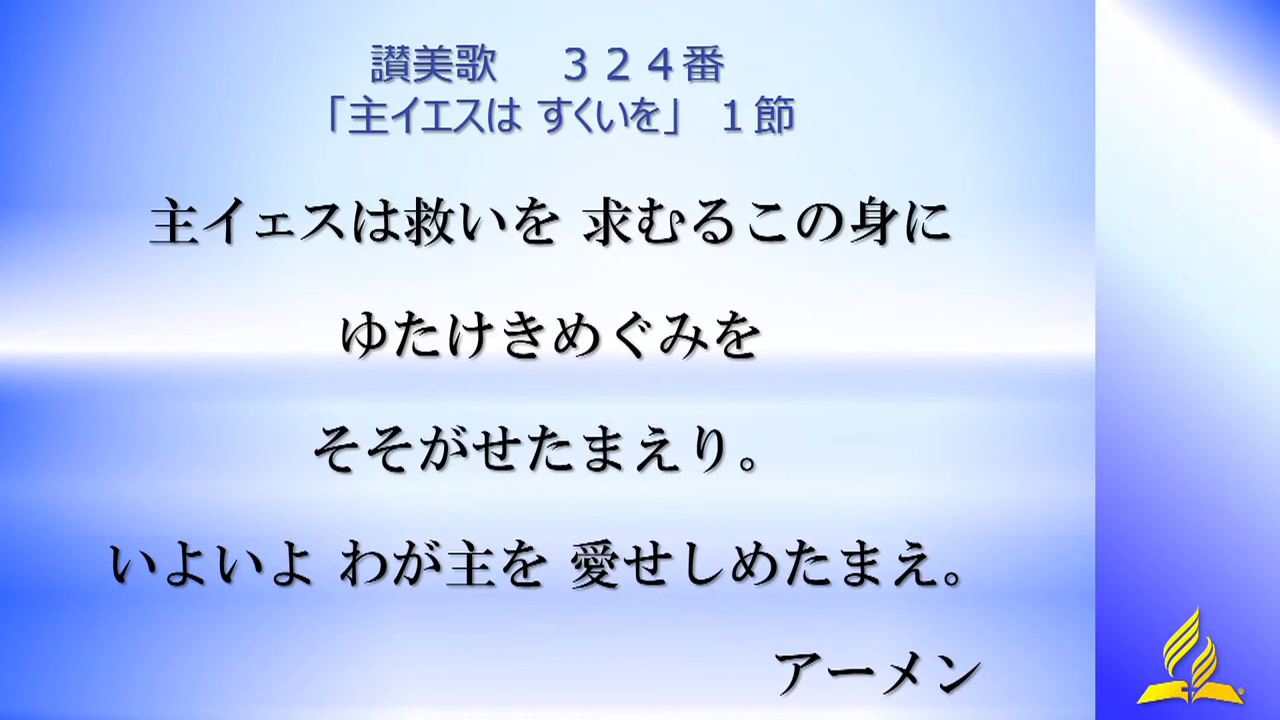 讃美歌　３２４番
「主イエスは すくいを」　１節
主イェスは救いを 求むるこの身に
ゆたけきめぐみを
そそがせたまえり。
いよいよ わが主を 愛せしめたまえ。
アーメン